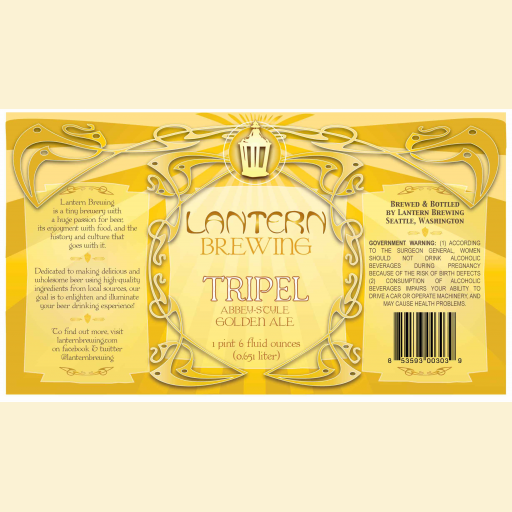 Lantern Brewing
is a tiny brewery with
a huge passion for beer,
its enjoyment with food, and the
history and culture that
goes with it.
Dedicated to making delicious and
wholesome beer using high-quality
ingredients from local sources, our
goal is to enlighten and illuminate
your beer drinking experience!
To find out more, visit
lanternbrewing.com
on facebook & twitter
@lanternbrewing
LANTERN
BREWING
TRIPEL
ABBEY-STYLE
GOLDEN ALE
1 pint 6 fluid ounces
(0.651 liter)
BREWED & BOTTLED
BY LANTERN BREWING
SEATTLE, WASHINGTON
GOVERNMENT WARNING: (1) ACCORDING
TO THE SURGEON GENERAL, WOMEN
SHOULD NOT DRINK ALCOHOLIC
BEVERAGES DURING PREGNANCY
BECAUSE OF THE RISK OF BIRTH DEFECTS
(2) CONSUMPTION OF ALCOHOLIC
BEVERAGES IMPAIRS YOUR ABILITY TO
DRIVE A CAR OR OPERATE MACHINERY, AND
MAY CAUSE HEALTH PROBLEMS.
6 53593 00303 9